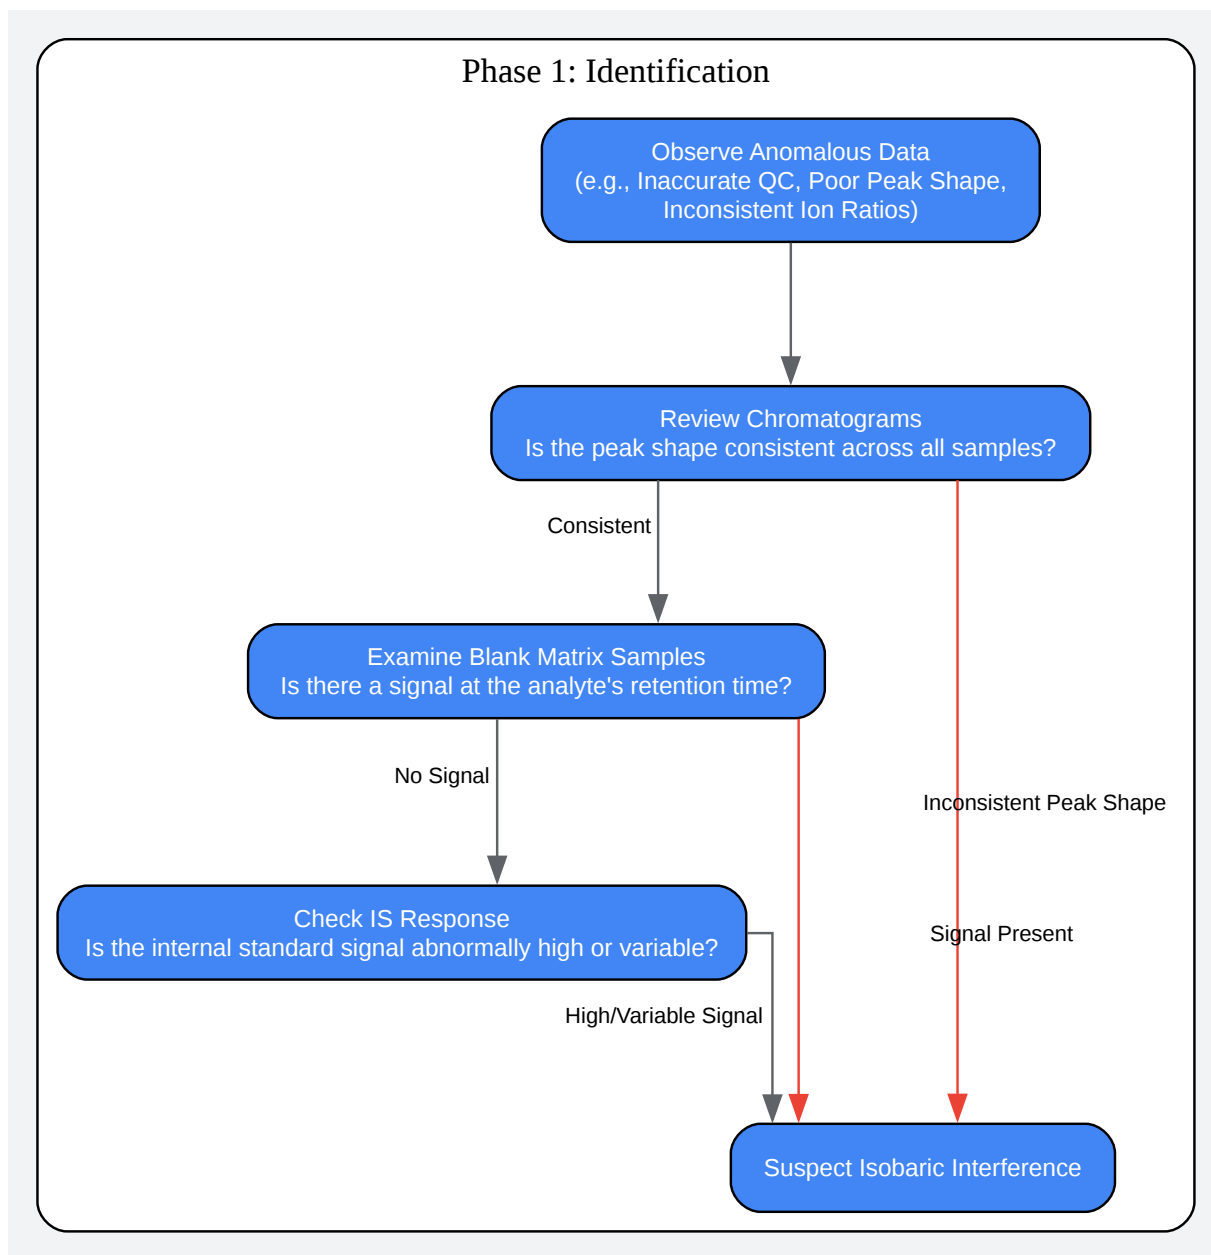 Phase 1: Identification
Observe Anomalous Data
(e.g., Inaccurate QC, Poor Peak Shape,
Inconsistent Ion Ratios)
Review Chromatograms
Is the peak shape consistent across all samples?
Consistent
Examine Blank Matrix Samples
Is there a signal at the analyte's retention time?
No Signal
Inconsistent Peak Shape
Check IS Response
Is the internal standard signal abnormally high or variable?
Signal Present
High/Variable Signal
Suspect Isobaric Interference